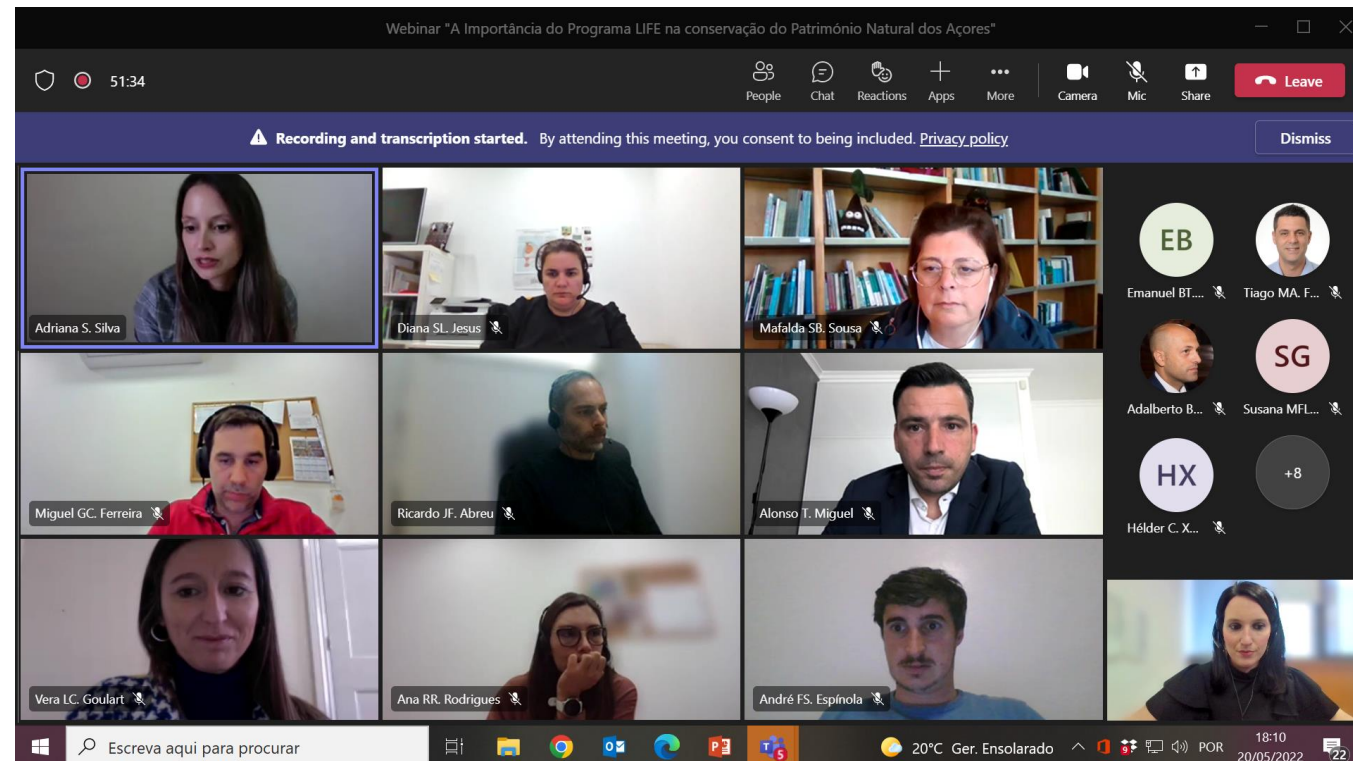 Webinar "A Importância do Programa LIFE na conservação do Património Natural dos Açores"
51:34
People Chat Reactions Apps More Camera Mic Share Leave
Recording and transcription started. By attending this meeting, you consent to being included. Privacy policy Dismiss
Adriana S. Silva
Diana SL. Jesus
Mafalda SB. Sousa
EB
Emanuel BT....
Tiago MA. F...
Adalberto B...
SG
Susana MFL...
Miguel GC. Ferreira
Ricardo JF. Abreu
Alonso T. Miguel
HX
Hélder C. X...
+8
Vera LC. Goulart
Ana RR. Rodrigues
André FS. Espínola
Escreva aqui para procurar
20°C Ger. Ensolarado
POR
18:10
20/05/2022
22